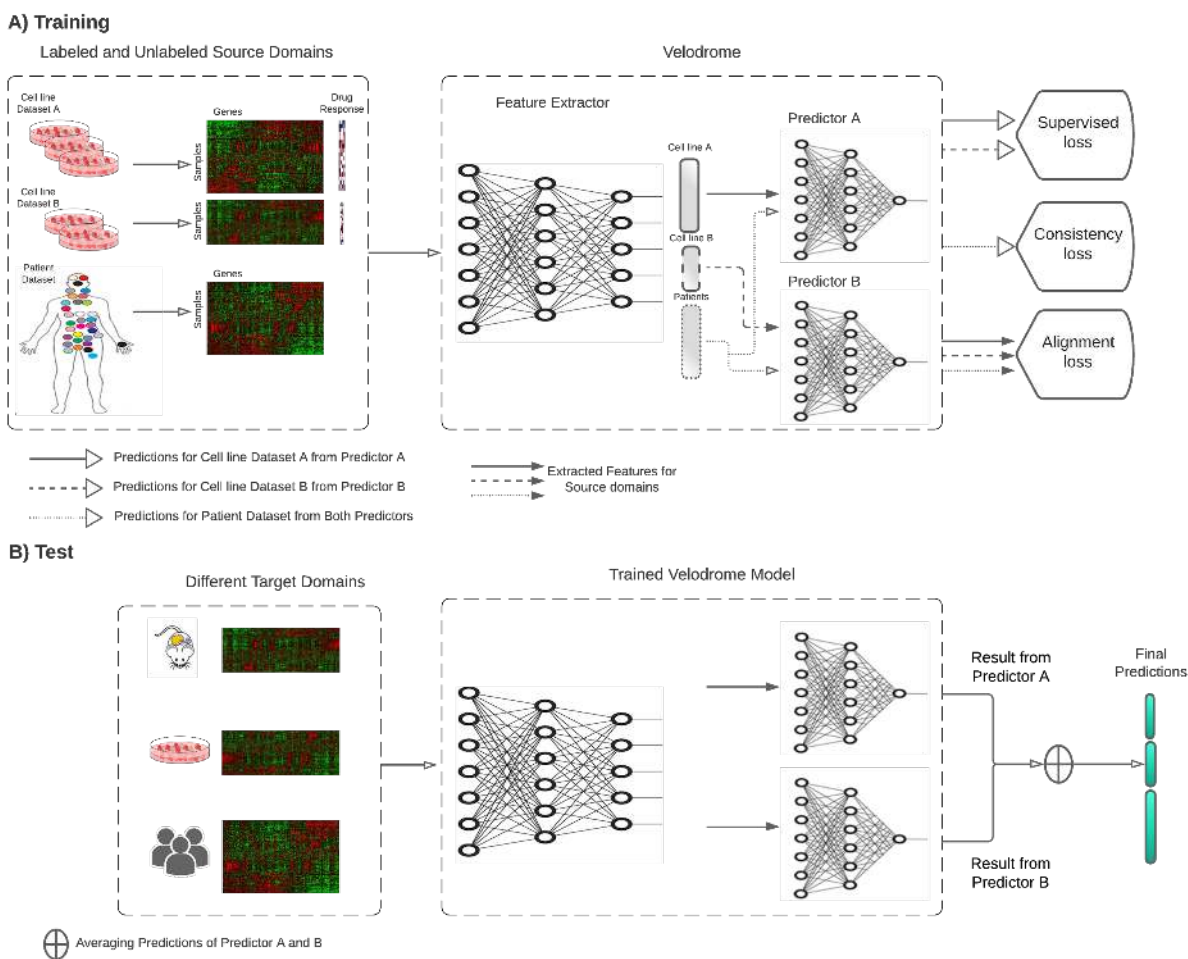 A) Training
Labeled and Unlabeled Source Domains
Velodrome
Cell line
Dataset A
Genes
Drug
Response
Samples
Cell line
Dataset B
Samples
Patient
Dataset
Genes
Samples
Feature Extractor
Cell line A
Cell line B
Patients
Predictor A
Predictor B
Supervised
loss
Consistency
loss
Alignment
loss
Predictions for Cell line Dataset A from Predictor A
Predictions for Cell line Dataset B from Predictor B
Predictions for Patient Dataset from Both Predictors
Extracted Features for
Source domains
B) Test
Different Target Domains
Trained Velodrome Model
Result from
Predictor A
Result from
Predictor B
Final
Predictions
Averaging Predictions of Predictor A and B